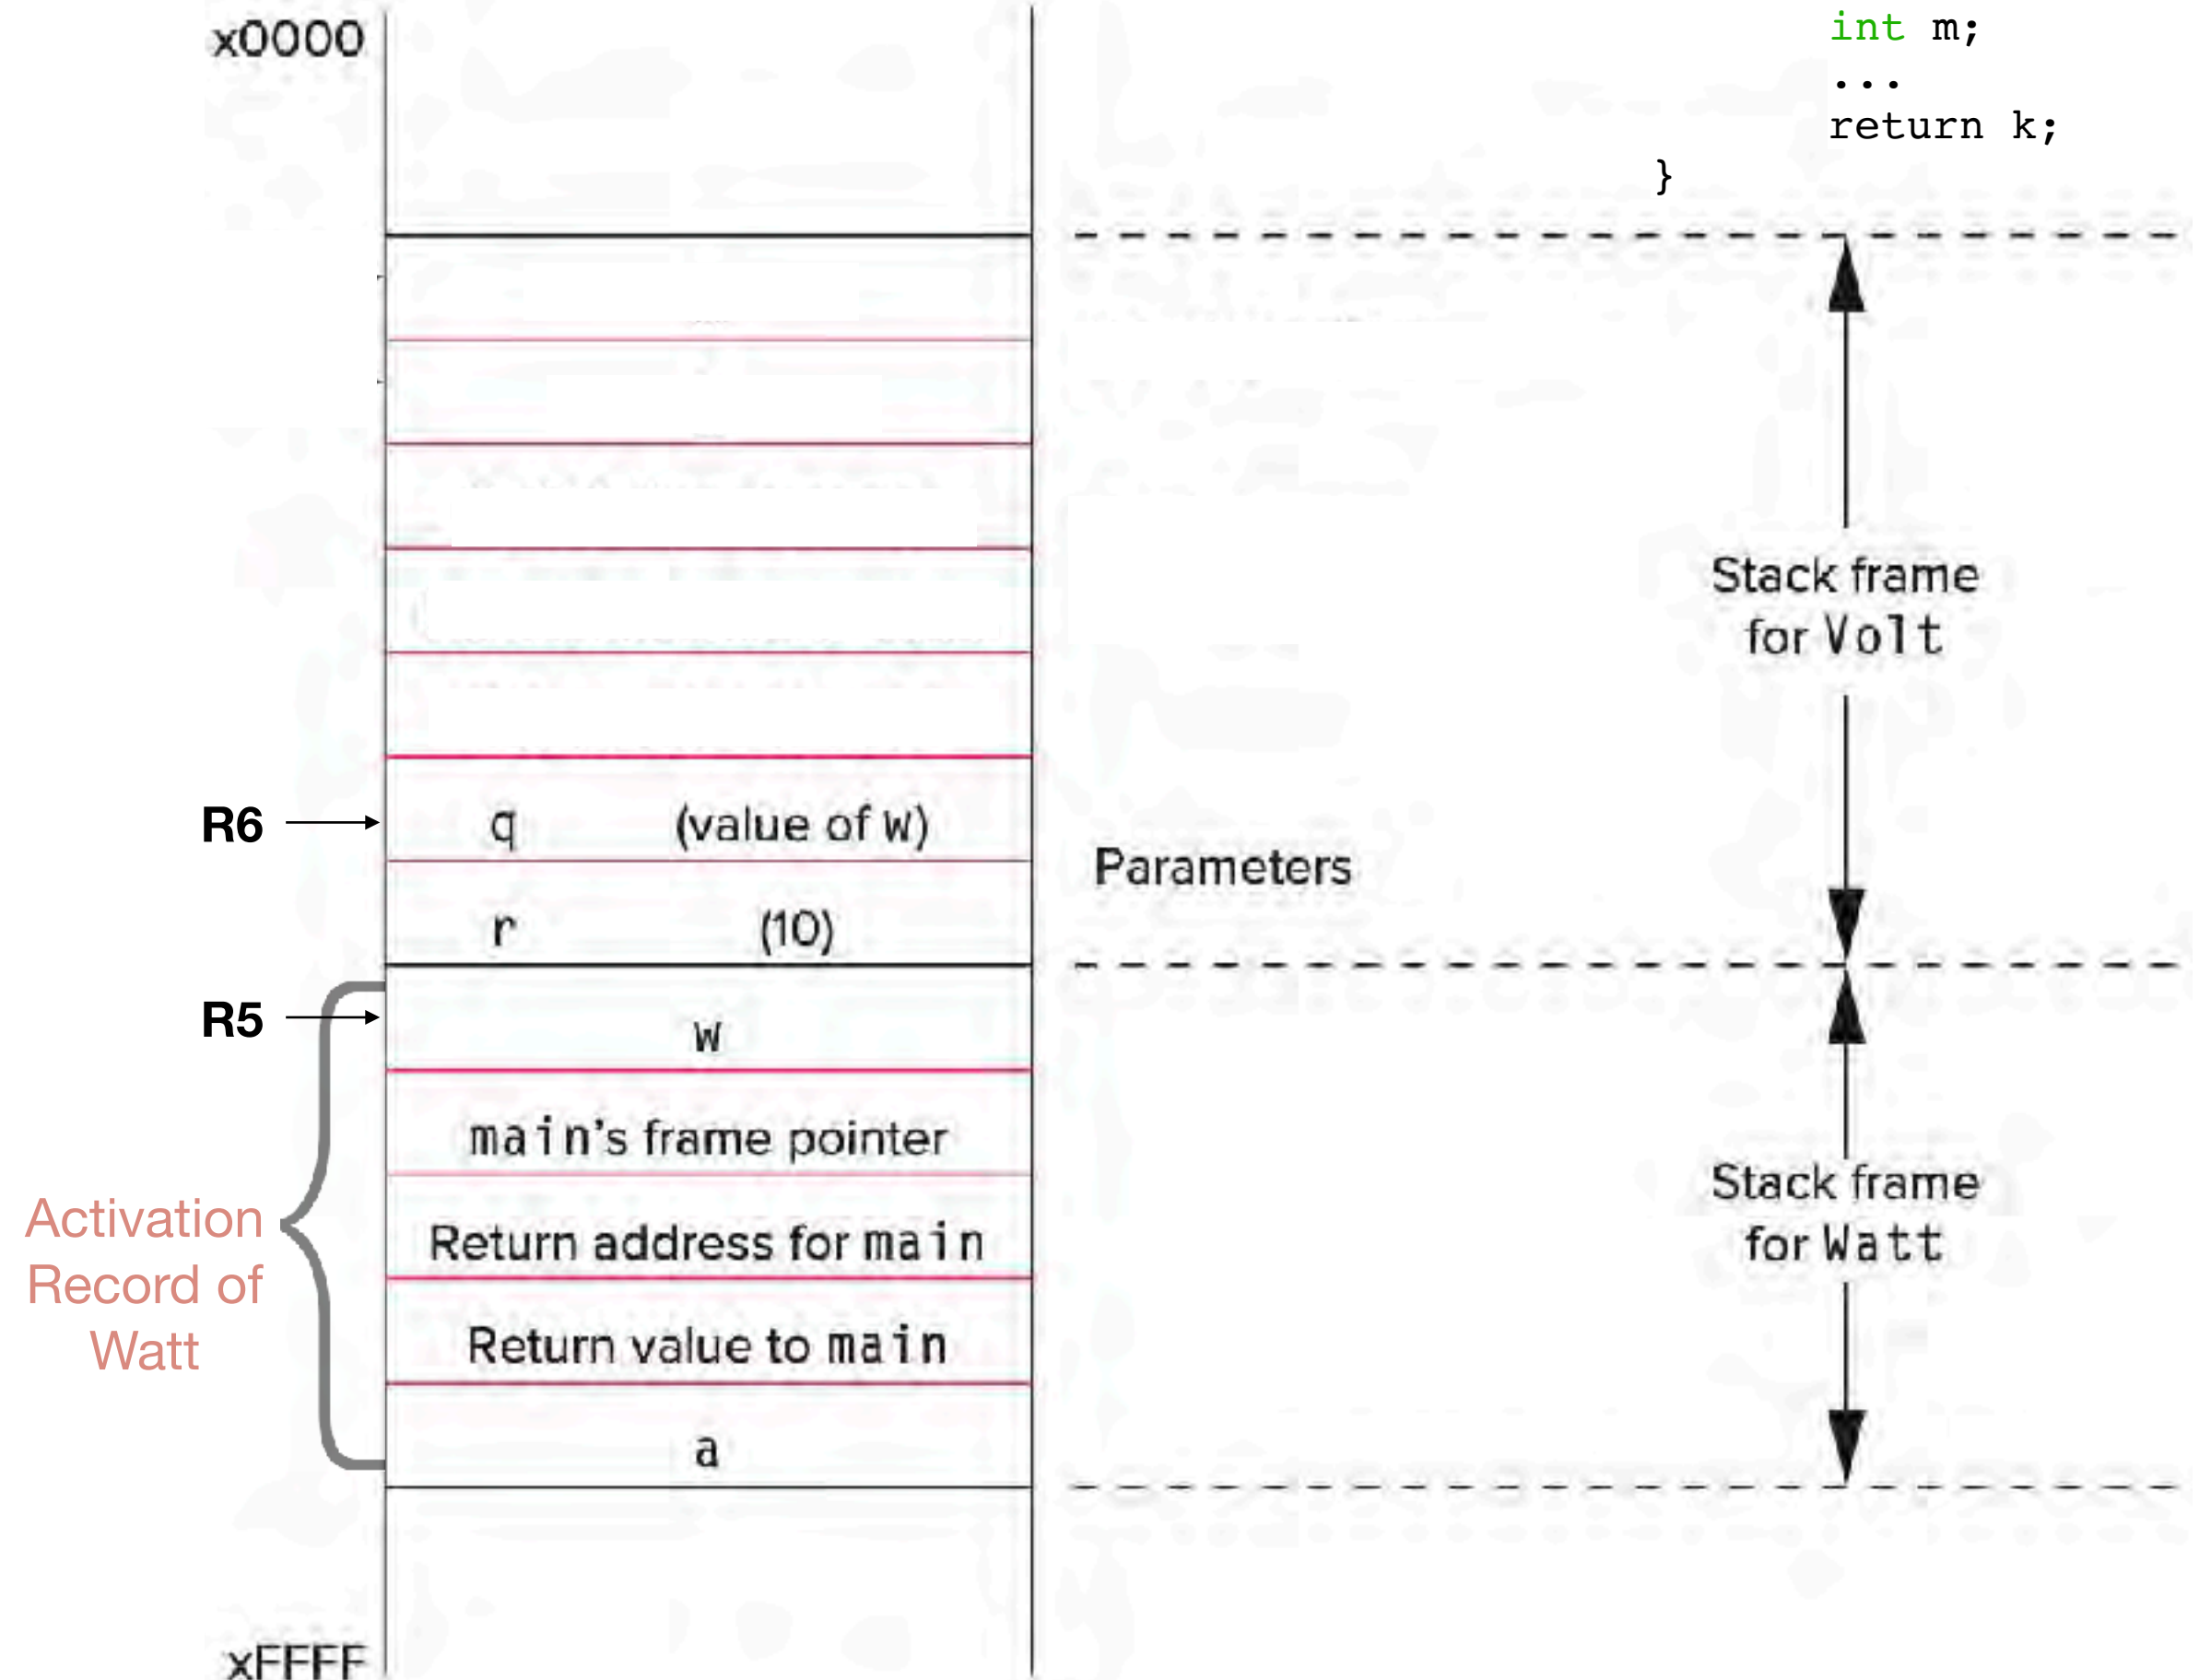 x0000
int m;
...
return k;
}
Stack frame
for Volt
R6
q (value of w)
Parameters
r (10)
R5
w
main's frame pointer
Stack frame
for Watt
Activation
Record of
Watt
Return address for main
Return value to main
a
xFFFF